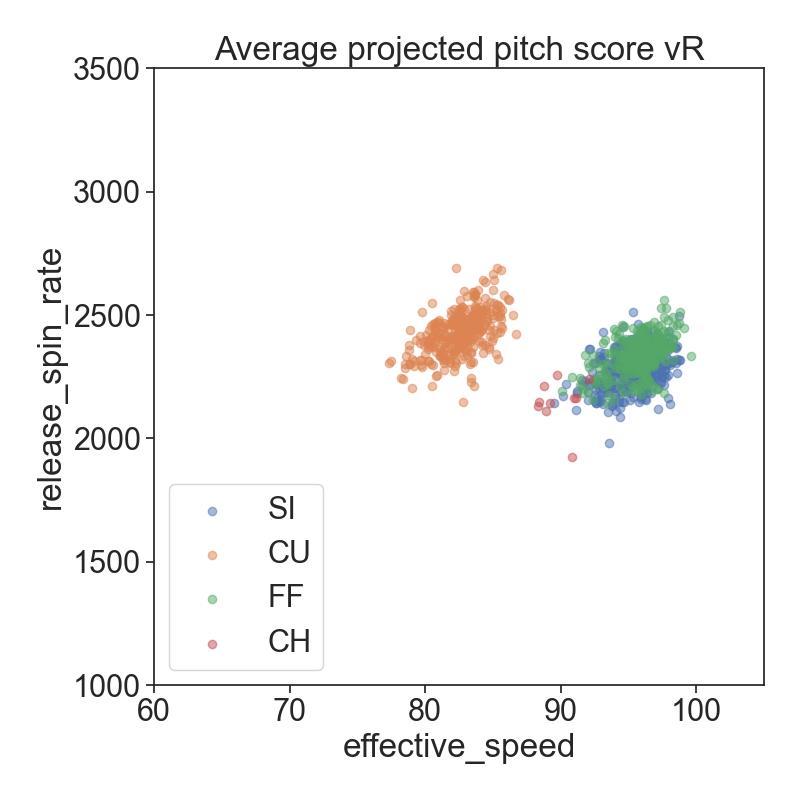 Average projected pitch score vR
3500
3000
2500
2000
1500
1000
release_spin_rate
SI
CU
FF
CH
60
70
80
90
100
effective_speed